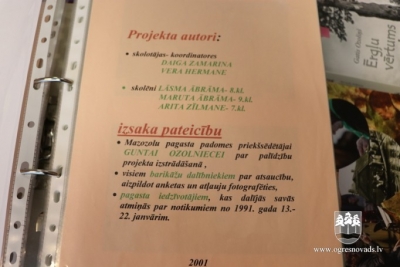 Projekta autori:
• skolotājas- koordinatores
DAIGA ZAMARINA
VERA HERMANE
• skolēni LĀSMA ĀBRĀMA- 8.kl.
MARUTA ĀBRĀMA- 9.kl.
ARITA ZĪLMANE- 7.kl.
izsaka pateicību
• Mazozolu pagasta padomes priekšsēdētājai
GUNTAI OZOLNIECEI par palīdzību
projekta izstrādāšanā ,
• visiem barikāžu dalībniekiem par atsaucību,
aizpildot anketas un atļauju fotografēties,
• pagasta iedzīvotājiem, kas dalījās savās
atmiņās par notikumiem no 1991. gada 13.-
22. janvārim.
2001
Ērgļu
vērtums
www.ogresnovads.lv